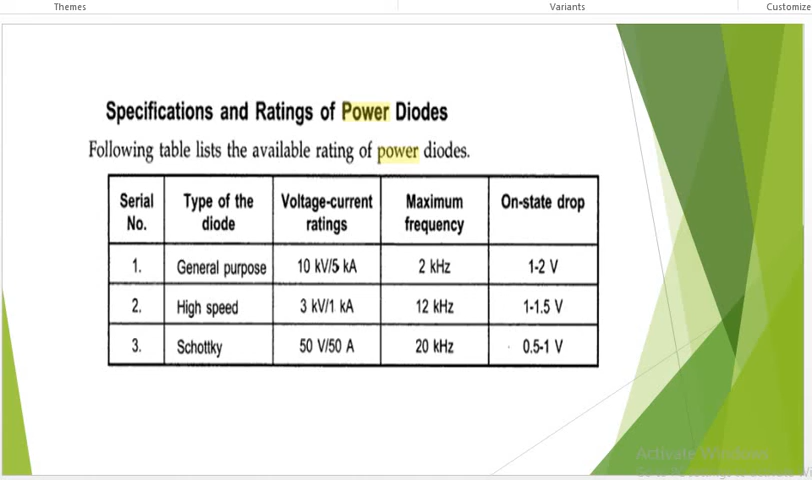 Themes Variants Customize
Specifications and Ratings of Power Diodes
Following table lists the available rating of power diodes.
Serial No. Type of the diode Voltage-current ratings Maximum frequency On-state drop
1. General purpose 10 kV/5 kA 2 kHz 1-2 V
2. High speed 3 kV/1 kA 12 kHz 1-1.5 V
3. Schottky 50 V/50 A 20 kHz 0.5-1 V
Activate Windows